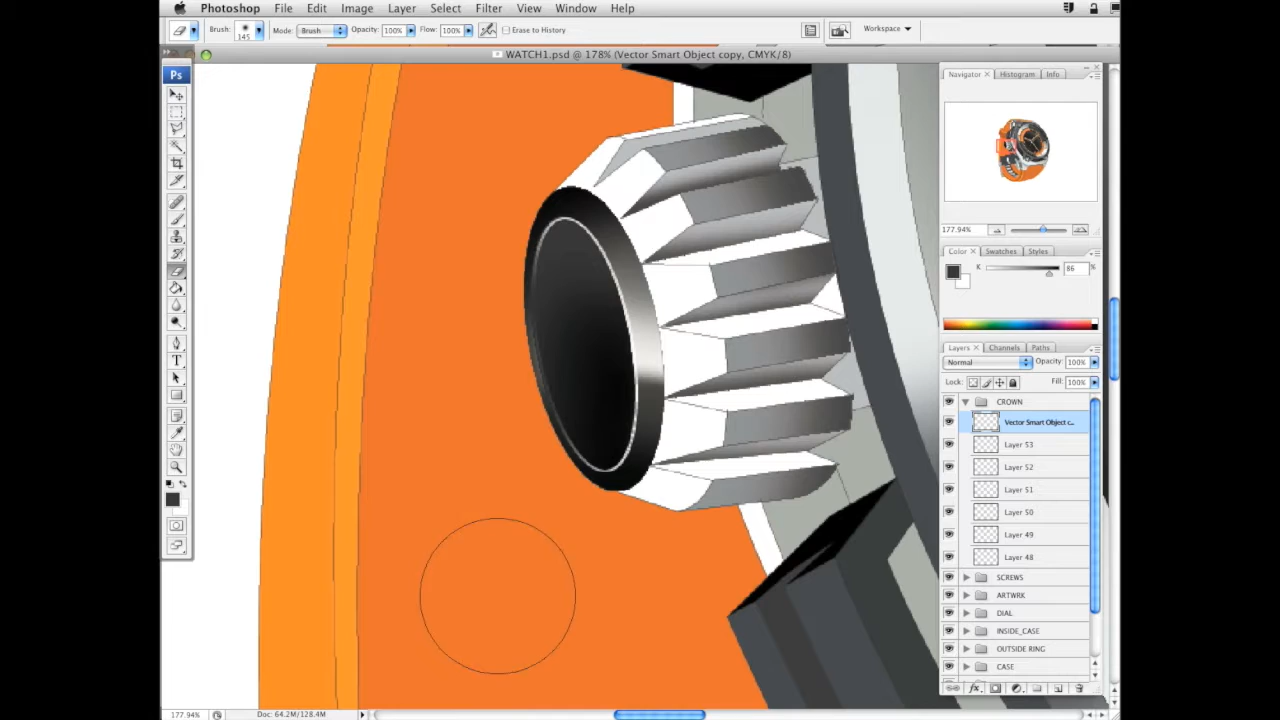 Photoshop File Edit Image Layer Select Filter View Window Help
Brush: 145 Mode: Brush Opacity: 100% Flow: 100% Erase to History Workspace
WATCH1.psd @ 178% (Vector Smart Object copy, CMYK/8)
Ps
Navigator Histogram Info
177.94%
Color Swatches Styles
K 86 %
Layers Channels Paths
Normal Opacity: 100%
Lock: Fill: 100%
CROWN
Vector Smart Object c...
Layer 53
Layer 52
Layer 51
Layer 50
Layer 49
Layer 48
SCREWS
ARTWRK
DIAL
INSIDE_CASE
OUTSIDE RING
CASE
177.94% Doc: 64.2M/128.4M